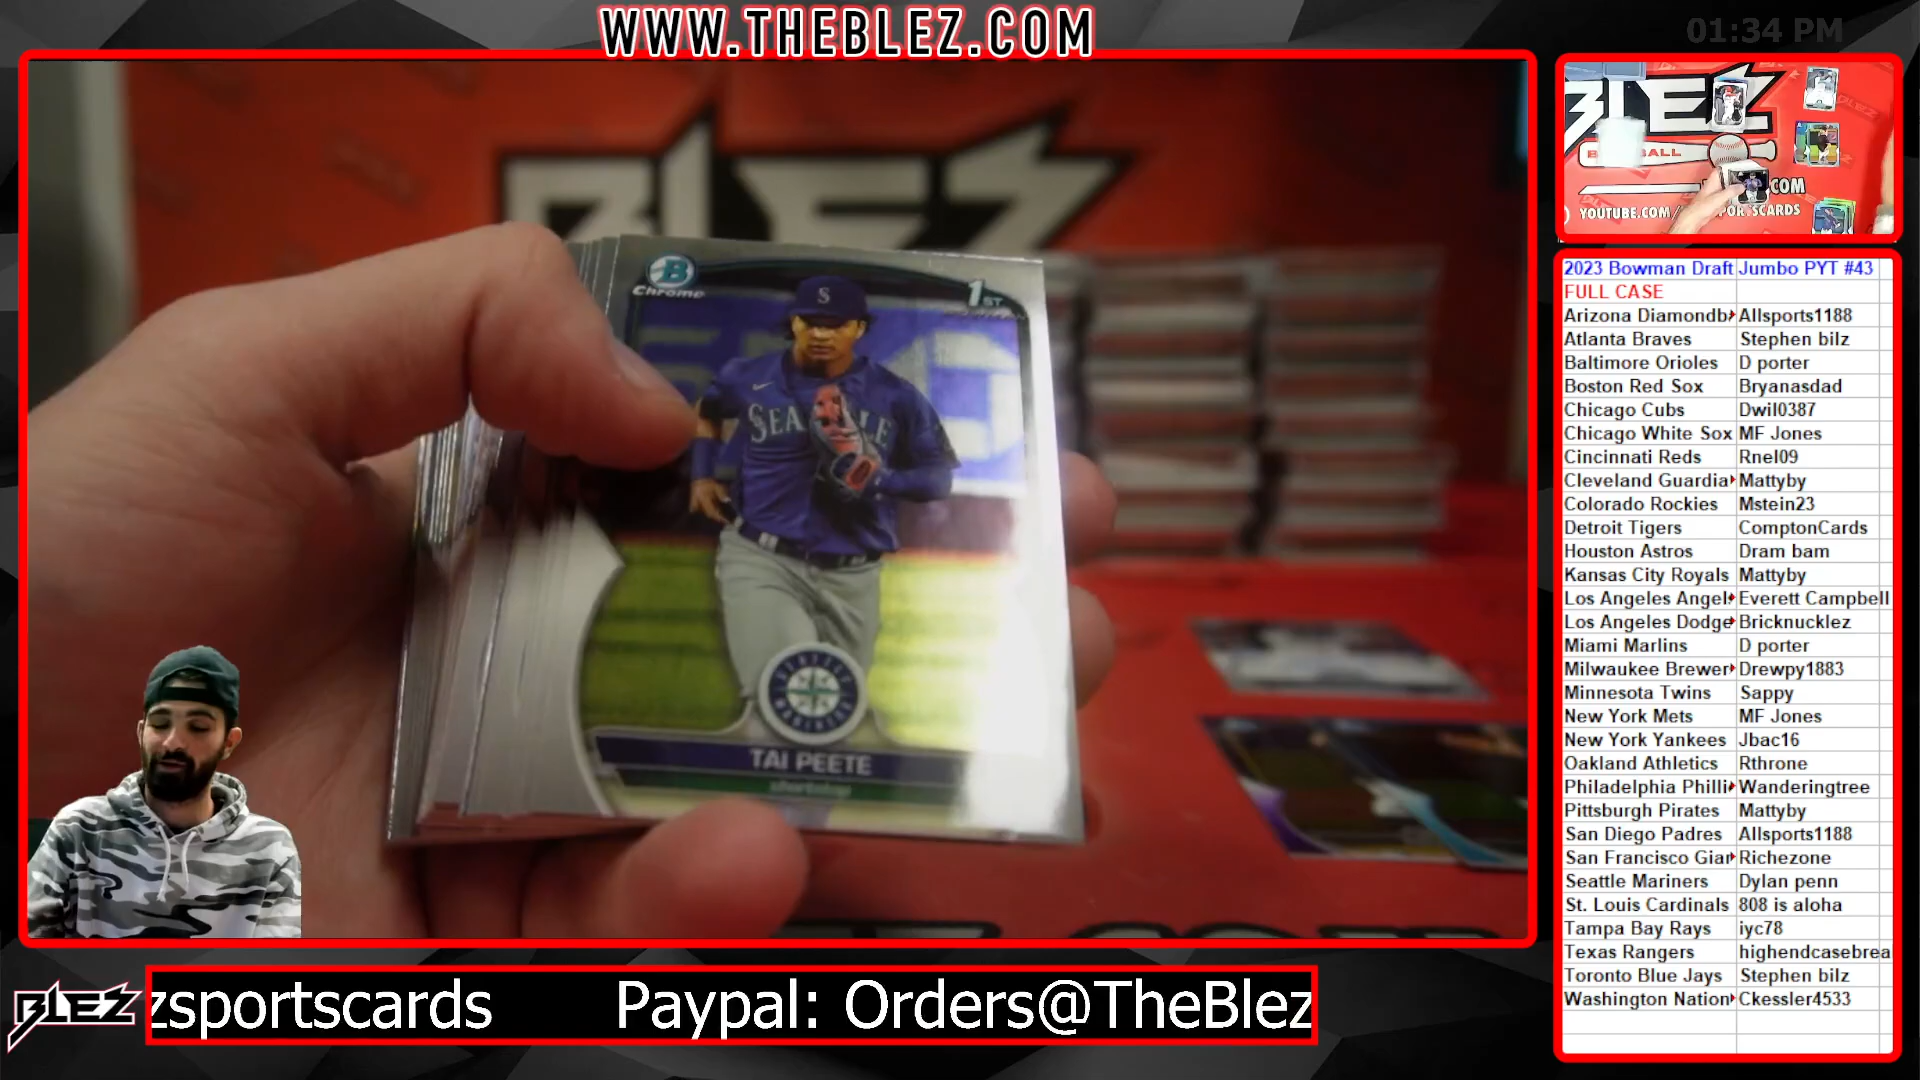 WWW.THEBLEZ.COM
01:34 PM
BLEZ
B
Chrome
1ST
S
SEATTLE
TAI PEETE
shortstop
BLEZ
COM
YOUTUBE.COM/
SPORTSCARDS
2023 Bowman Draft Jumbo PYT #43
FULL CASE
Arizona Diamondb Allsports1188
Atlanta Braves Stephen bilz
Baltimore Orioles D porter
Boston Red Sox Bryanasdad
Chicago Cubs Dwil0387
Chicago White Sox MF Jones
Cincinnati Reds Rnel09
Cleveland Guardia Mattyby
Colorado Rockies Mstein23
Detroit Tigers ComptonCards
Houston Astros Dram bam
Kansas City Royals Mattyby
Los Angeles Angel Everett Campbell
Los Angeles Dodge Bricknucklez
Miami Marlins D porter
Milwaukee Brewer Drewpy1883
Minnesota Twins Sappy
New York Mets MF Jones
New York Yankees Jbac16
Oakland Athletics Rthrone
Philadelphia Philli Wanderingtree
Pittsburgh Pirates Mattyby
San Diego Padres Allsports1188
San Francisco Gian Richezone
Seattle Mariners Dylan penn
St. Louis Cardinals 808 is aloha
Tampa Bay Rays iyc78
Texas Rangers highendcasebrea
Toronto Blue Jays Stephen bilz
Washington Nation Ckessler4533
BLEZ
zsportscards Paypal: Orders@TheBlez